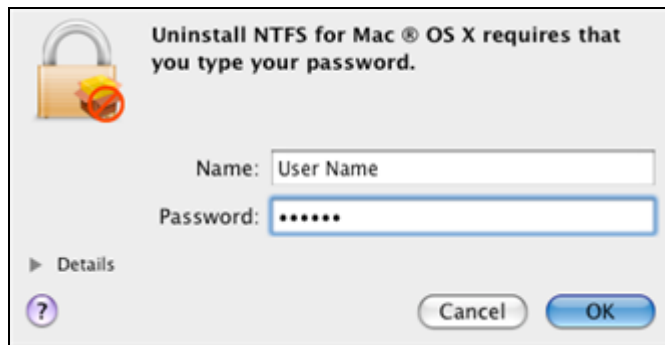 Uninstall NTFS for Mac ® OS X requires that
you type your password.
Name: User Name
Password: ••••••
Details
?
Cancel OK